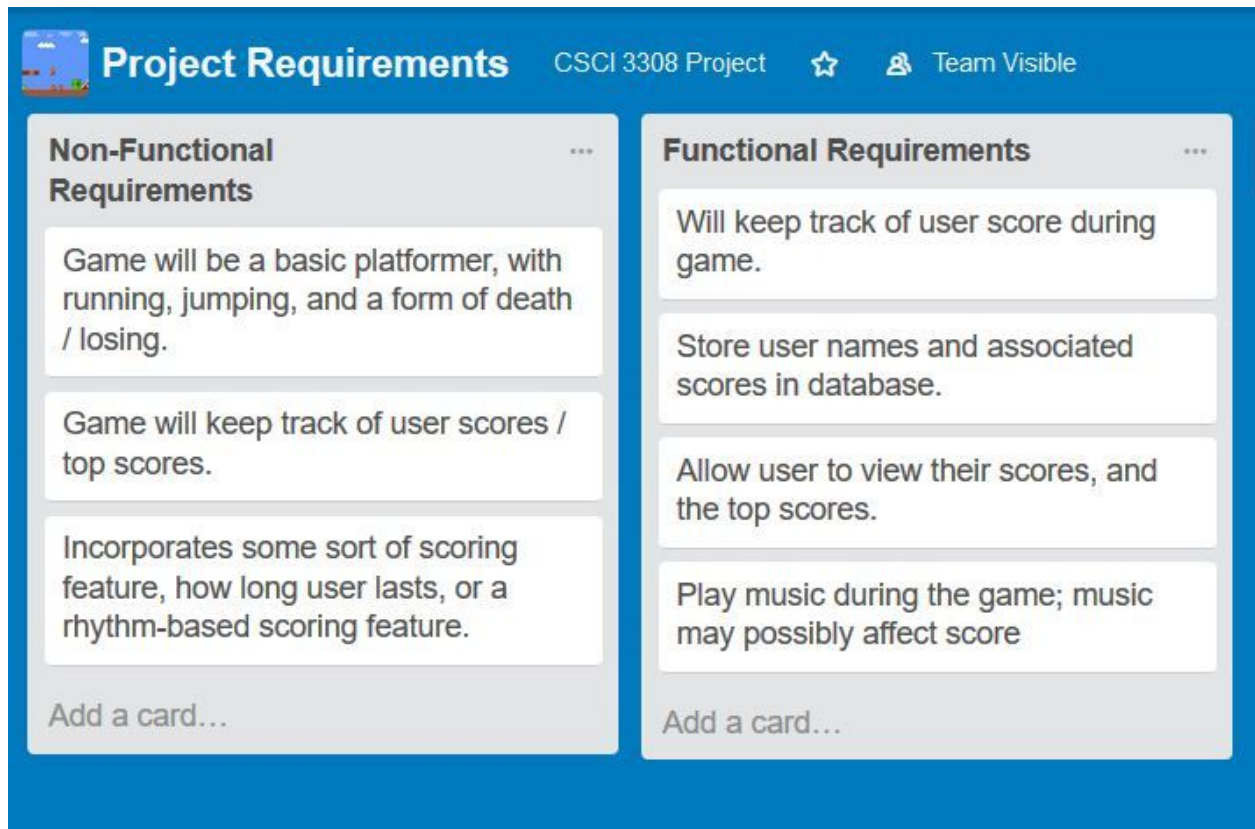 Project Requirements CSCI 3308 Project Team Visible
Non-Functional
Requirements
Game will be a basic platformer, with
running, jumping, and a form of death
/ losing.
Game will keep track of user scores /
top scores.
Incorporates some sort of scoring
feature, how long user lasts, or a
rhythm-based scoring feature.
Add a card…
Functional Requirements
Will keep track of user score during
game.
Store user names and associated
scores in database.
Allow user to view their scores, and
the top scores.
Play music during the game; music
may possibly affect score
Add a card…